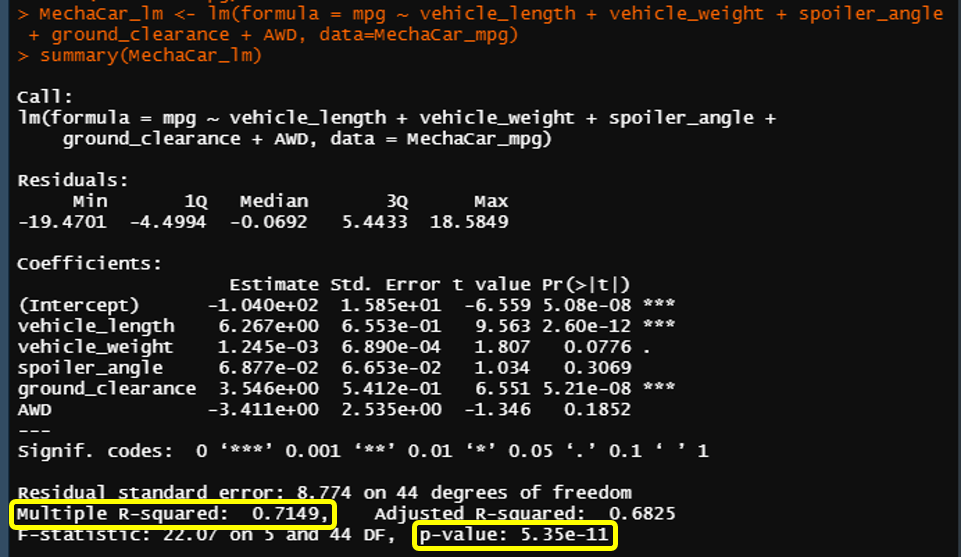 > MechaCar_lm <- lm(formula = mpg ~ vehicle_length + vehicle_weight + spoiler_angle
+ ground_clearance + AWD, data=MechaCar_mpg)
> summary(MechaCar_lm)
Call:
lm(formula = mpg ~ vehicle_length + vehicle_weight + spoiler_angle +
    ground_clearance + AWD, data = MechaCar_mpg)
Residuals:
     Min       1Q   Median       3Q      Max
-19.4701  -4.4994  -0.0692   5.4433  18.5849
Coefficients:
                   Estimate Std. Error t value Pr(>|t|)
(Intercept)      -1.040e+02  1.585e+01  -6.559 5.08e-08 ***
vehicle_length    6.267e+00  6.553e-01   9.563 2.60e-12 ***
vehicle_weight    1.245e-03  6.890e-04   1.807   0.0776 .
spoiler_angle     6.877e-02  6.653e-02   1.034   0.3069
ground_clearance  3.546e+00  5.412e-01   6.551 5.21e-08 ***
AWD              -3.411e+00  2.535e+00  -1.346   0.1852
---
Signif. codes:  0 ‘***’ 0.001 ‘**’ 0.01 ‘*’ 0.05 ‘.’ 0.1 ‘ ’ 1
Residual standard error: 8.774 on 44 degrees of freedom
Multiple R-squared:  0.7149,	Adjusted R-squared:  0.6825
F-statistic: 22.07 on 5 and 44 DF,  p-value: 5.35e-11